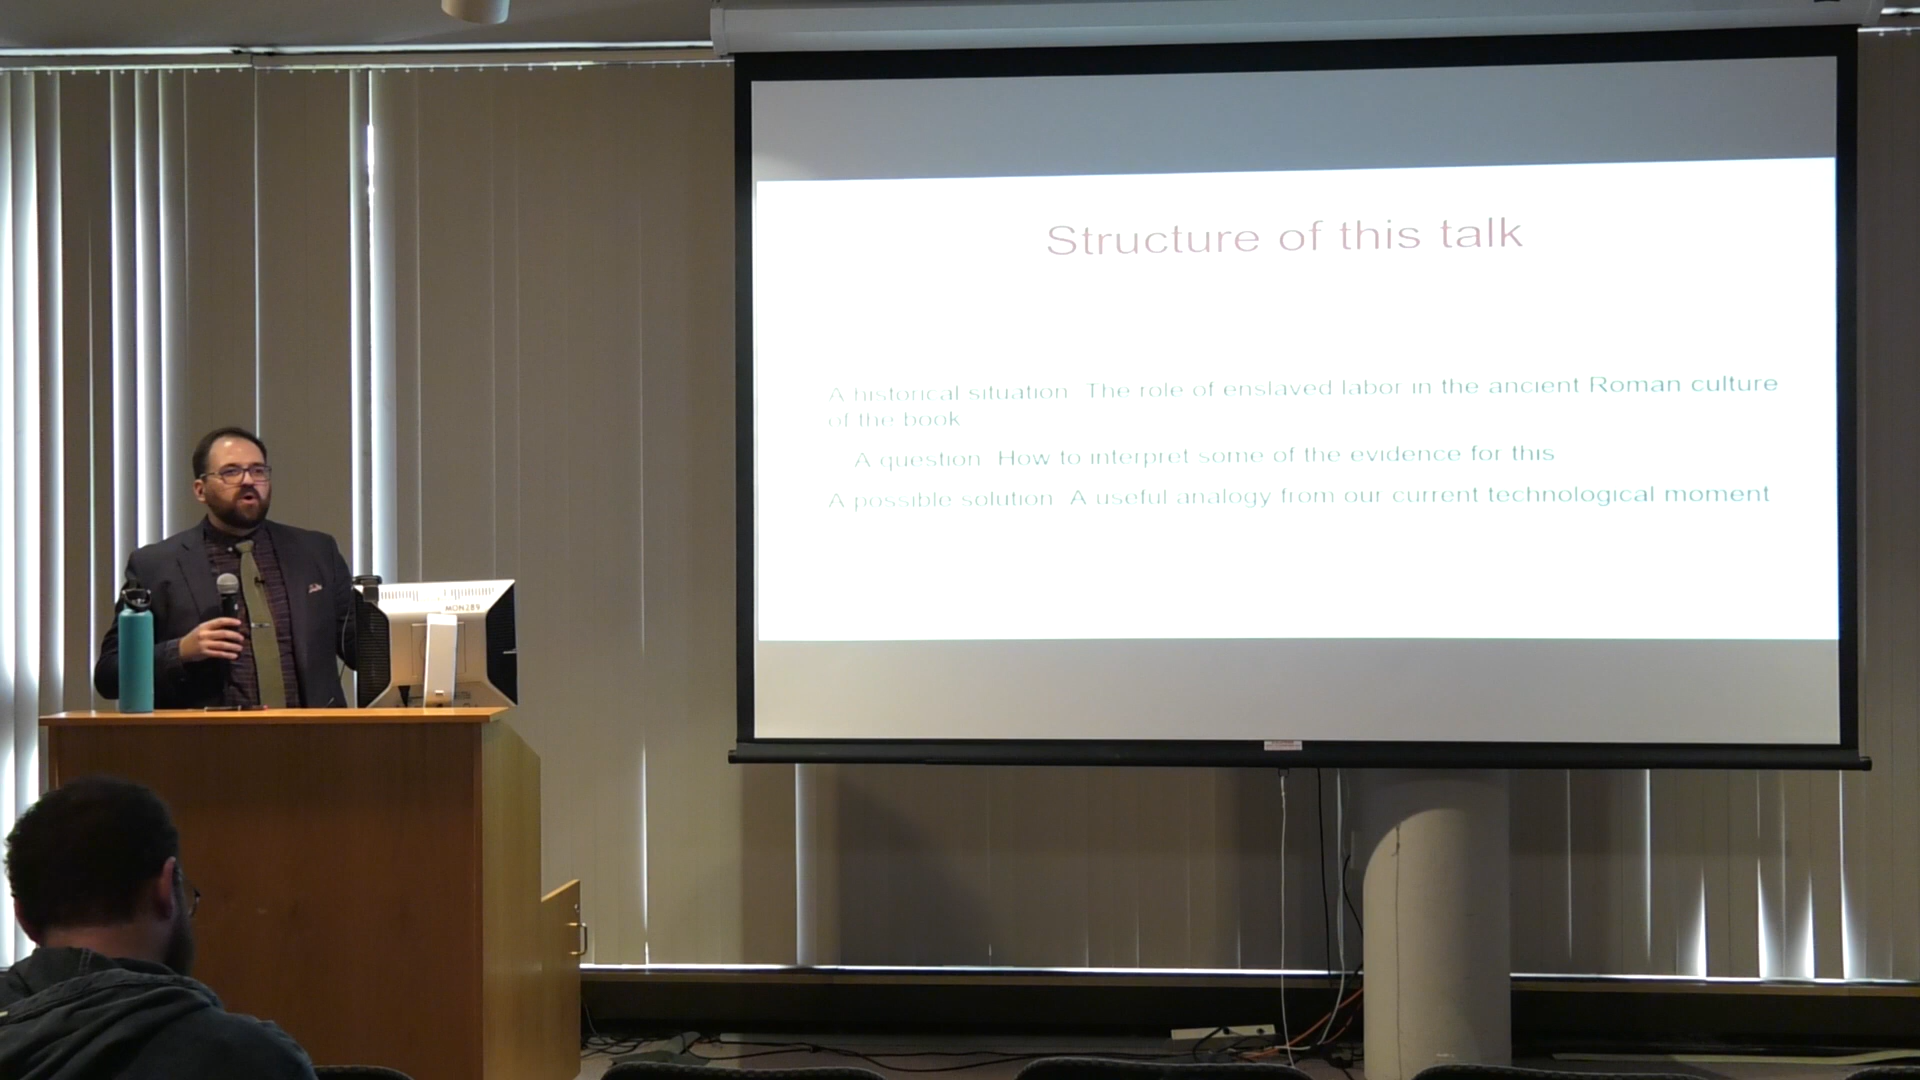 Structure of this talk
A historical situation: The role of enslaved labor in the ancient Roman culture
of the book
A question: How to interpret some of the evidence for this
A possible solution: A useful analogy from our current technological moment
MON289